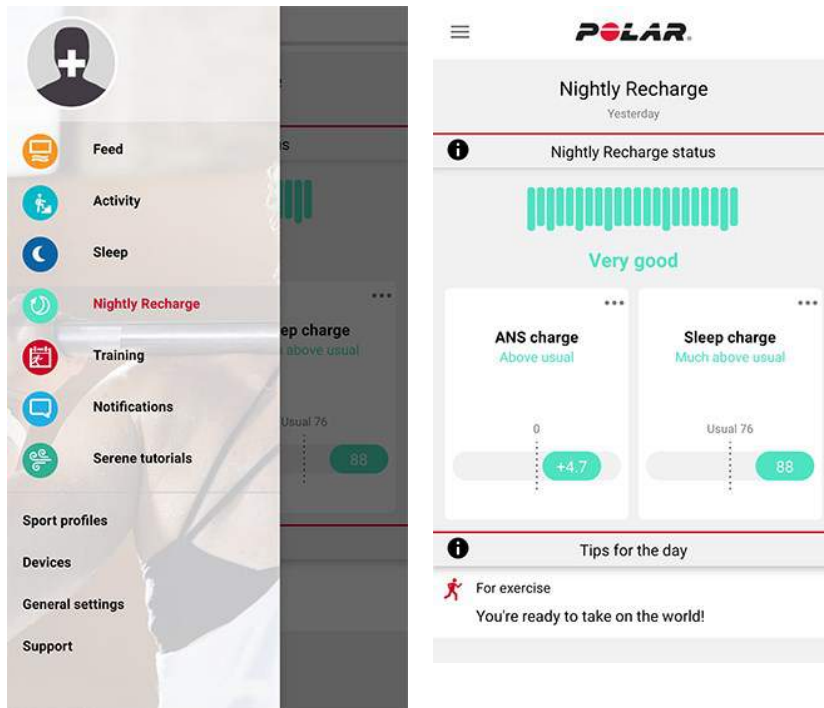 Feed
Activity
Sleep
Nightly Recharge
Training
Notifications
Serene tutorials
Sport profiles
Devices
General settings
Support
s
ep charge
above usual
Usual 76
88
POLAR.
Nightly Recharge
Yesterday
Nightly Recharge status
Very good
ANS charge
Above usual
0
+4.7
Sleep charge
Much above usual
Usual 76
88
Tips for the day
For exercise
You're ready to take on the world!